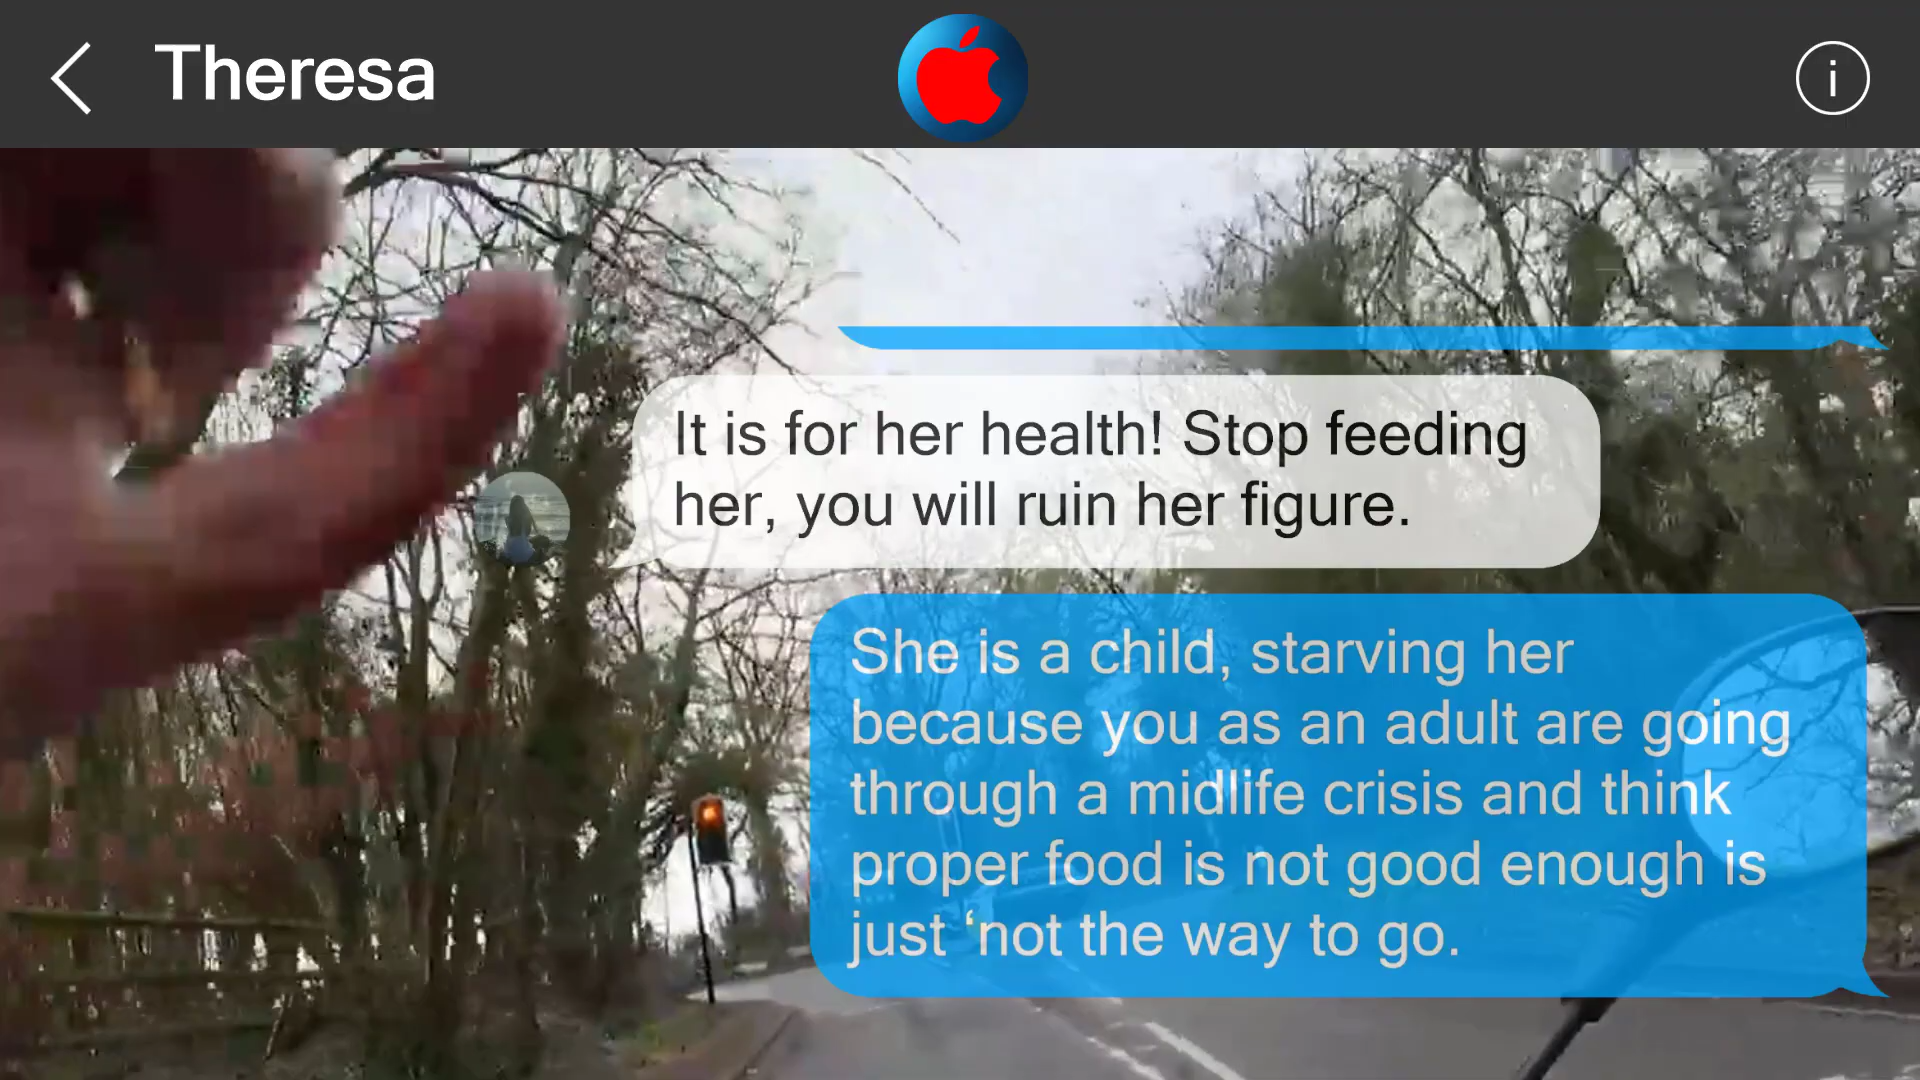 Theresa
i
It is for her health! Stop feeding
her, you will ruin her figure.
She is a child, starving her
because you as an adult are going
through a midlife crisis and think
proper food is not good enough is
just ‘not the way to go.